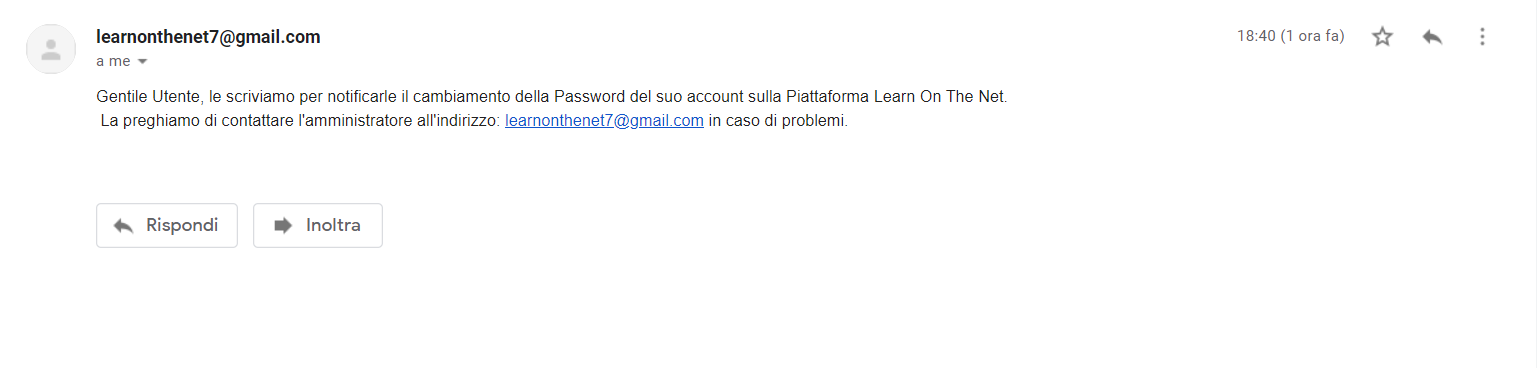 learnonthenet7@gmail.com
18:40 (1 ora fa)
a me
Gentile Utente, le scriviamo per notificarle il cambiamento della Password del suo account sulla Piattaforma Learn On The Net.
La preghiamo di contattare l'amministratore all'indirizzo: learnonthenet7@gmail.com in caso di problemi.
Rispondi
Inoltra